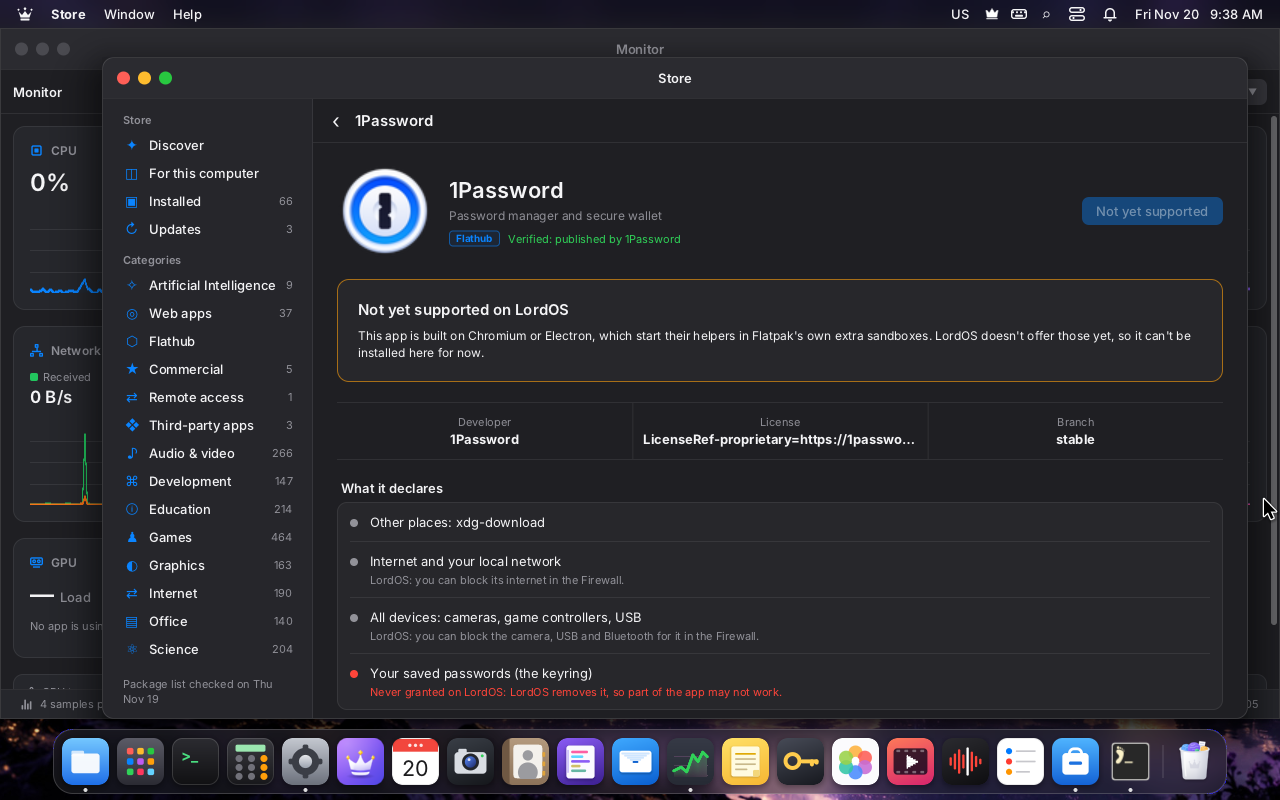 Store Window Help
US Fri Nov 20 9:38 AM
Monitor
Store
Monitor
CPU
0%
Network
Received
0 B/s
GPU
Load
No app is usin
4 samples p
05
Store
Discover
For this computer
Installed 66
Updates 3
Categories
Artificial Intelligence 9
Web apps 37
Flathub
Commercial 5
Remote access 1
Third-party apps 3
Audio & video 266
Development 147
Education 214
Games 464
Graphics 163
Internet 190
Office 140
Science 204
Package list checked on Thu
Nov 19
1Password
1Password
Password manager and secure wallet
Flathub Verified: published by 1Password
Not yet supported
Not yet supported on LordOS
This app is built on Chromium or Electron, which start their helpers in Flatpak's own extra sandboxes. LordOS doesn't offer those yet, so it can't be
installed here for now.
Developer
1Password
License
LicenseRef-proprietary=https://1passwo...
Branch
stable
What it declares
Other places: xdg-download
Internet and your local network
LordOS: you can block its internet in the Firewall.
All devices: cameras, game controllers, USB
LordOS: you can block the camera, USB and Bluetooth for it in the Firewall.
Your saved passwords (the keyring)
Never granted on LordOS: LordOS removes it, so part of the app may not work.
20